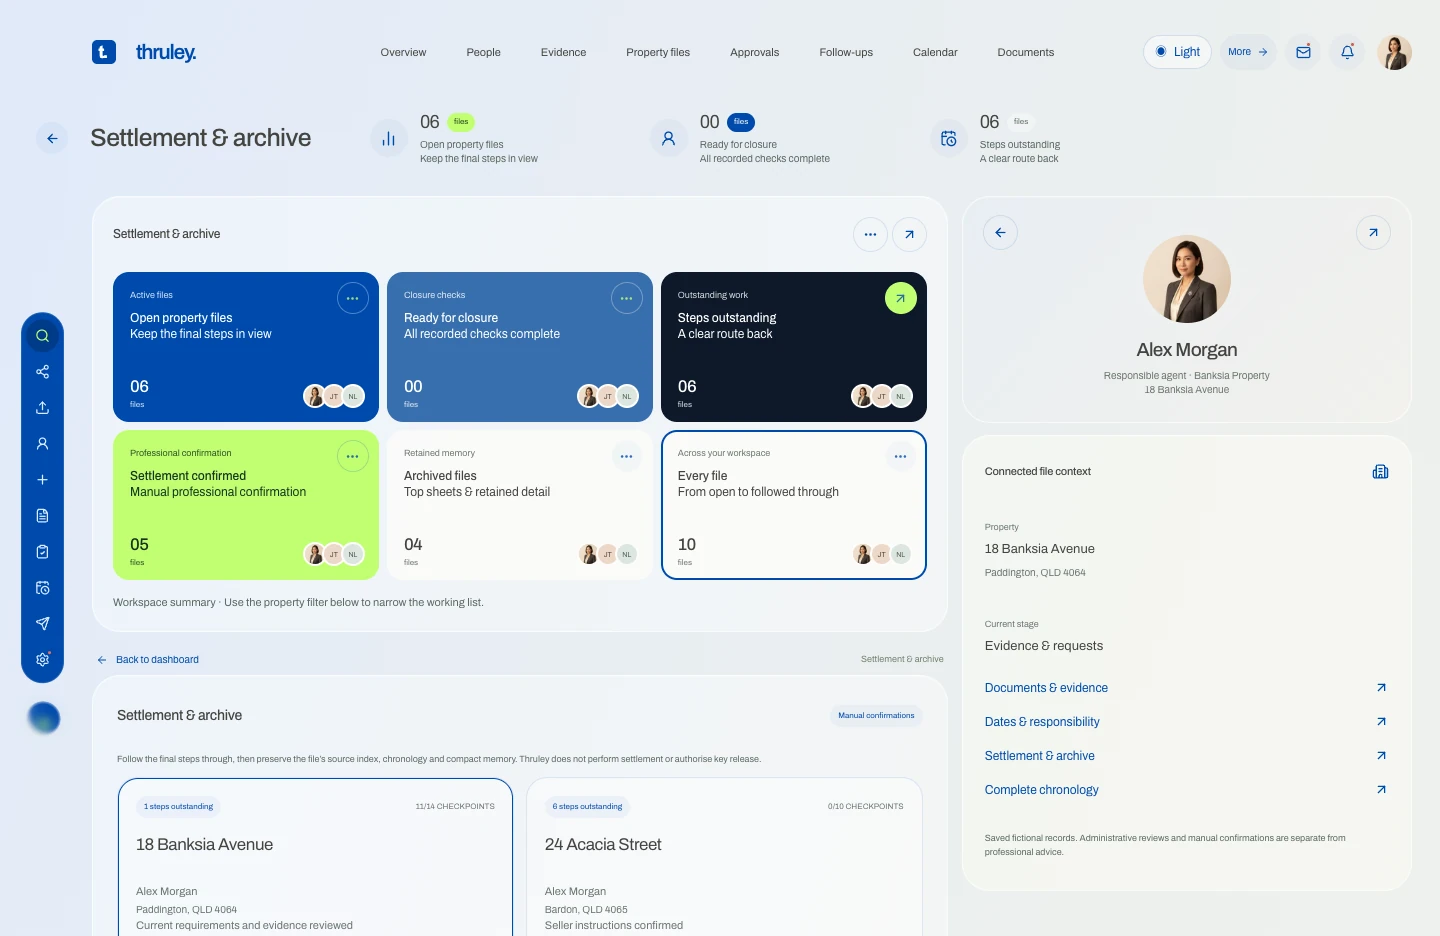 t thruley.
Overview People Evidence Property files Approvals Follow-ups Calendar Documents
Light More
Settlement & archive
06 files
Open property files
Keep the final steps in view
00 files
Ready for closure
All recorded checks complete
06 files
Steps outstanding
A clear route back
Settlement & archive
Active files
Open property files
Keep the final steps in view
06
files
JT NL
Closure checks
Ready for closure
All recorded checks complete
00
files
JT NL
Outstanding work
Steps outstanding
A clear route back
06
files
JT NL
Professional confirmation
Settlement confirmed
Manual professional confirmation
05
files
JT NL
Retained memory
Archived files
Top sheets & retained detail
04
files
JT NL
Across your workspace
Every file
From open to followed through
10
files
JT NL
Workspace summary · Use the property filter below to narrow the working list.
Back to dashboard
Settlement & archive
Settlement & archive
Manual confirmations
Follow the final steps through, then preserve the file's source index, chronology and compact memory. Thruley does not perform settlement or authorise key release.
1 steps outstanding
11/14 CHECKPOINTS
18 Banksia Avenue
Alex Morgan
Paddington, QLD 4064
Current requirements and evidence reviewed
6 steps outstanding
0/10 CHECKPOINTS
24 Acacia Street
Alex Morgan
Bardon, QLD 4065
Seller instructions confirmed
Alex Morgan
Responsible agent · Banksia Property
18 Banksia Avenue
Connected file context
Property
18 Banksia Avenue
Paddington, QLD 4064
Current stage
Evidence & requests
Documents & evidence
Dates & responsibility
Settlement & archive
Complete chronology
Saved fictional records. Administrative reviews and manual confirmations are separate from
professional advice.